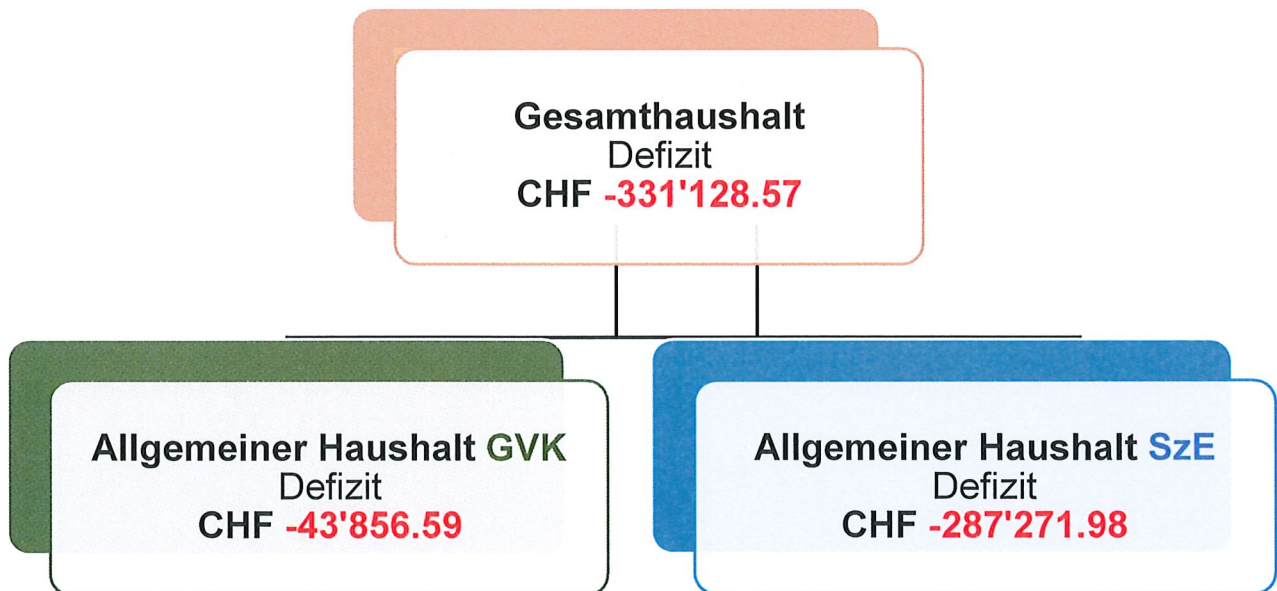 Gesamthaushalt
Defizit
CHF -331'128.57
Allgemeiner Haushalt GVK
Defizit
CHF -43'856.59
Allgemeiner Haushalt SzE
Defizit
CHF -287'271.98